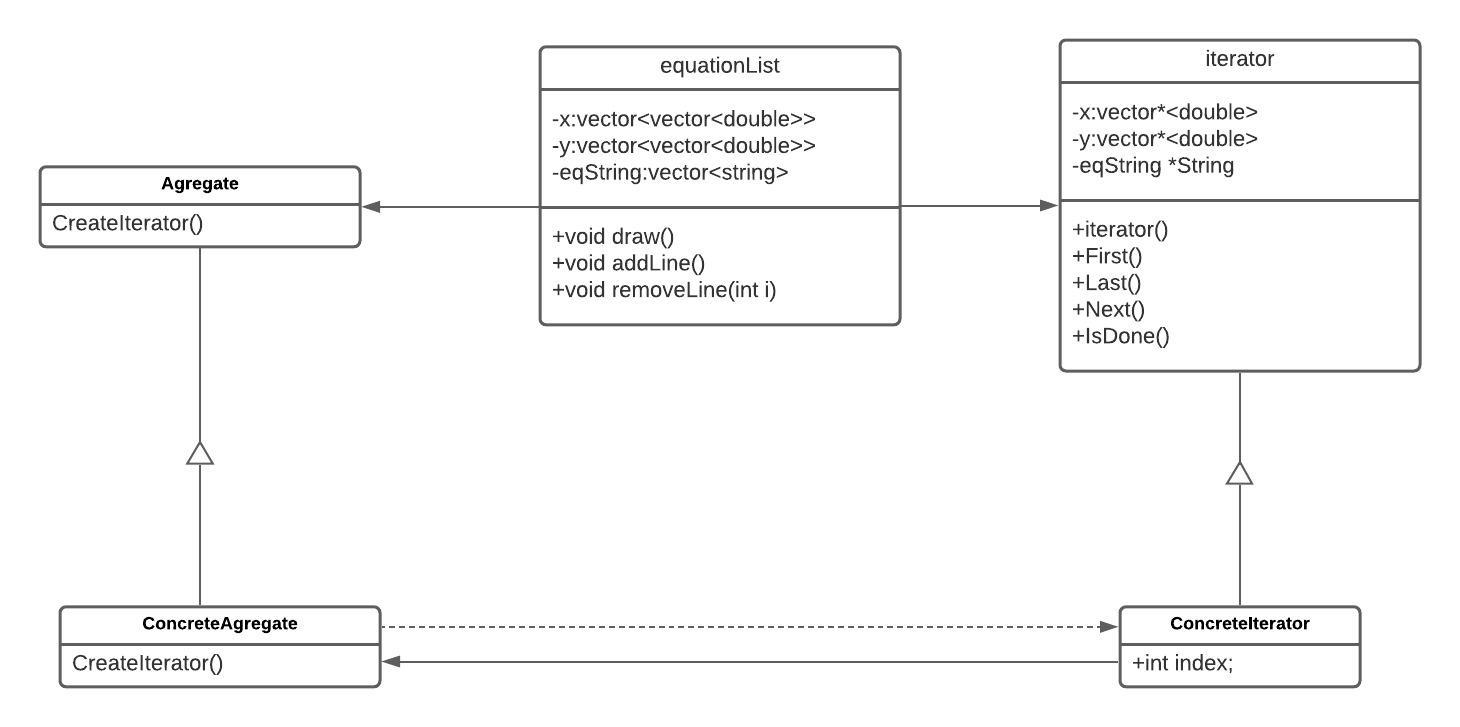 equationList
-x:vector<vector<double>>
-y:vector<vector<double>>
-eqString:vector<string>
+void draw()
+void addLine()
+void removeLine(int i)
iterator
-x:vector*<double>
-y:vector*<double>
-eqString *String
+iterator()
+First()
+Last()
+Next()
+IsDone()
Agregate
CreateIterator()
ConcreteAgregate
CreateIterator()
ConcreteIterator
+int index;